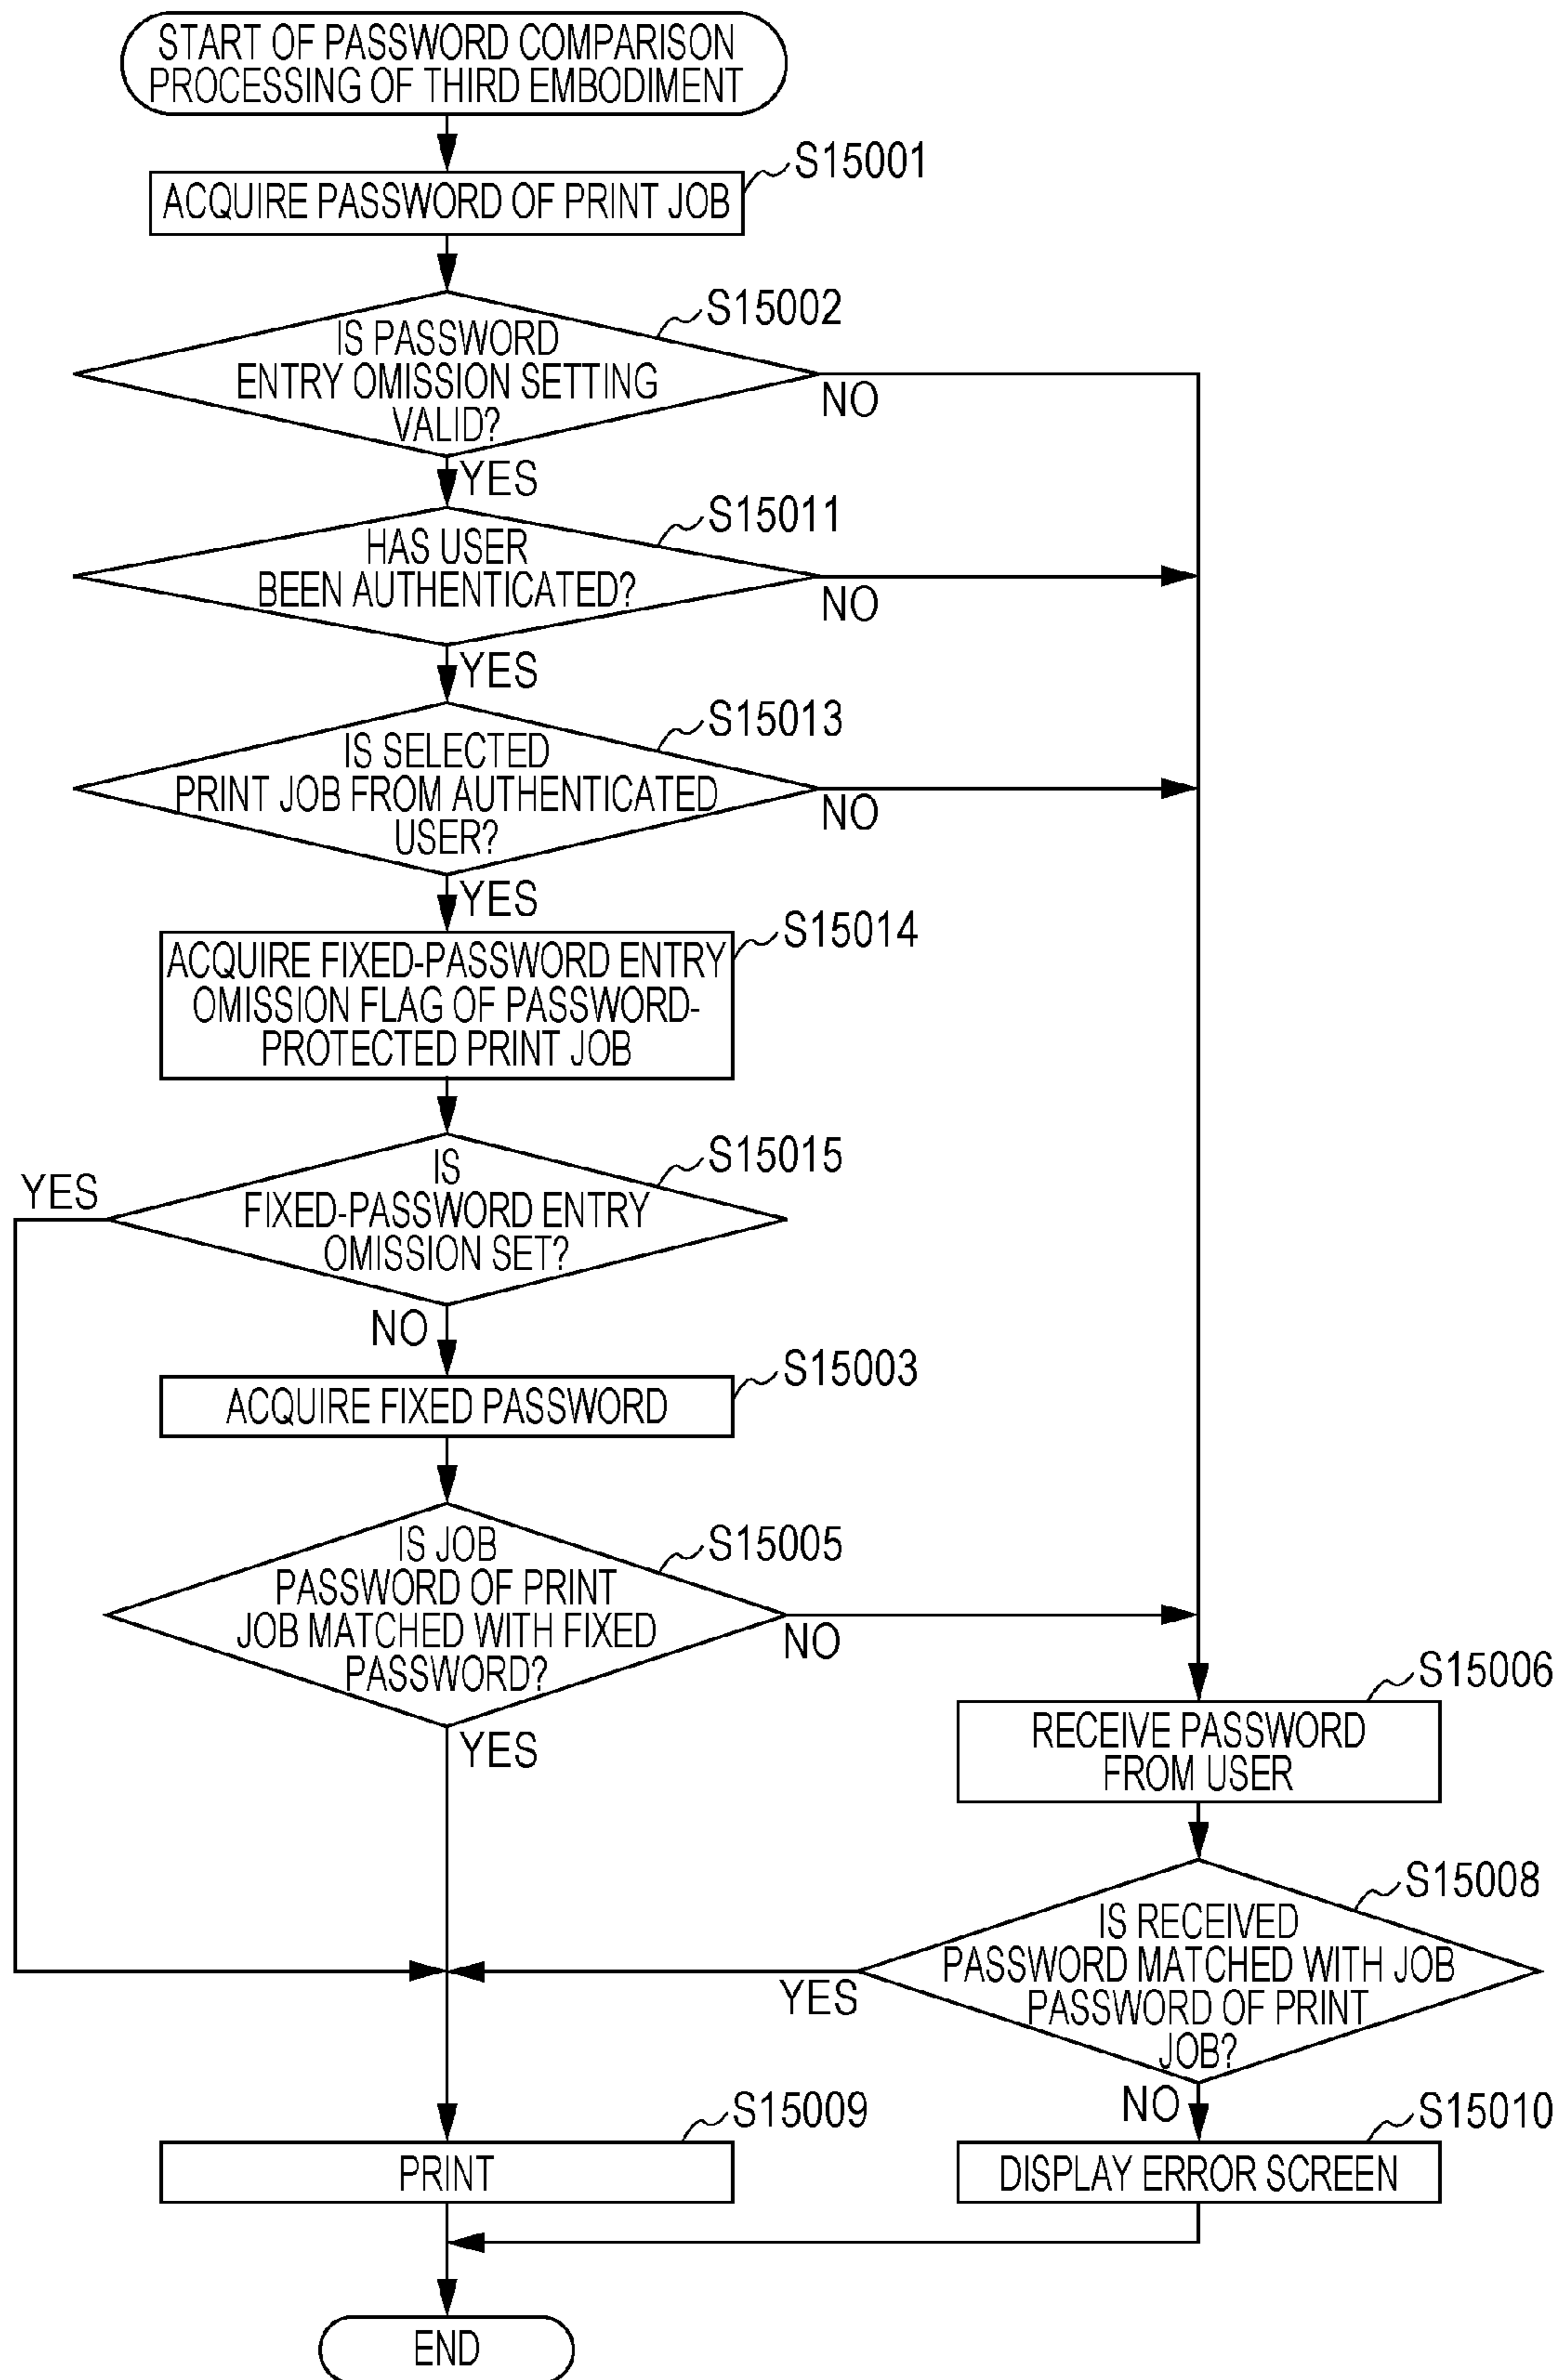 START OF PASSWORD COMPARISON
PROCESSING OF THIRD EMBODIMENT
S15001
ACQUIRE PASSWORD OF PRINT JOB
S15002
IS PASSWORD
ENTRY OMISSION SETTING
VALID?
NO
YES
S15011
HAS USER
BEEN AUTHENTICATED?
NO
YES
S15013
IS SELECTED
PRINT JOB FROM AUTHENTICATED
USER?
NO
YES
S15014
ACQUIRE FIXED-PASSWORD ENTRY
OMISSION FLAG OF PASSWORD-
PROTECTED PRINT JOB
S15015
IS
FIXED-PASSWORD ENTRY
OMISSION SET?
YES
NO
S15003
ACQUIRE FIXED PASSWORD
S15005
IS JOB
PASSWORD OF PRINT
JOB MATCHED WITH FIXED
PASSWORD?
NO
YES
S15006
RECEIVE PASSWORD
FROM USER
S15008
IS RECEIVED
PASSWORD MATCHED WITH JOB
PASSWORD OF PRINT
JOB?
YES
NO
S15009
PRINT
S15010
DISPLAY ERROR SCREEN
END